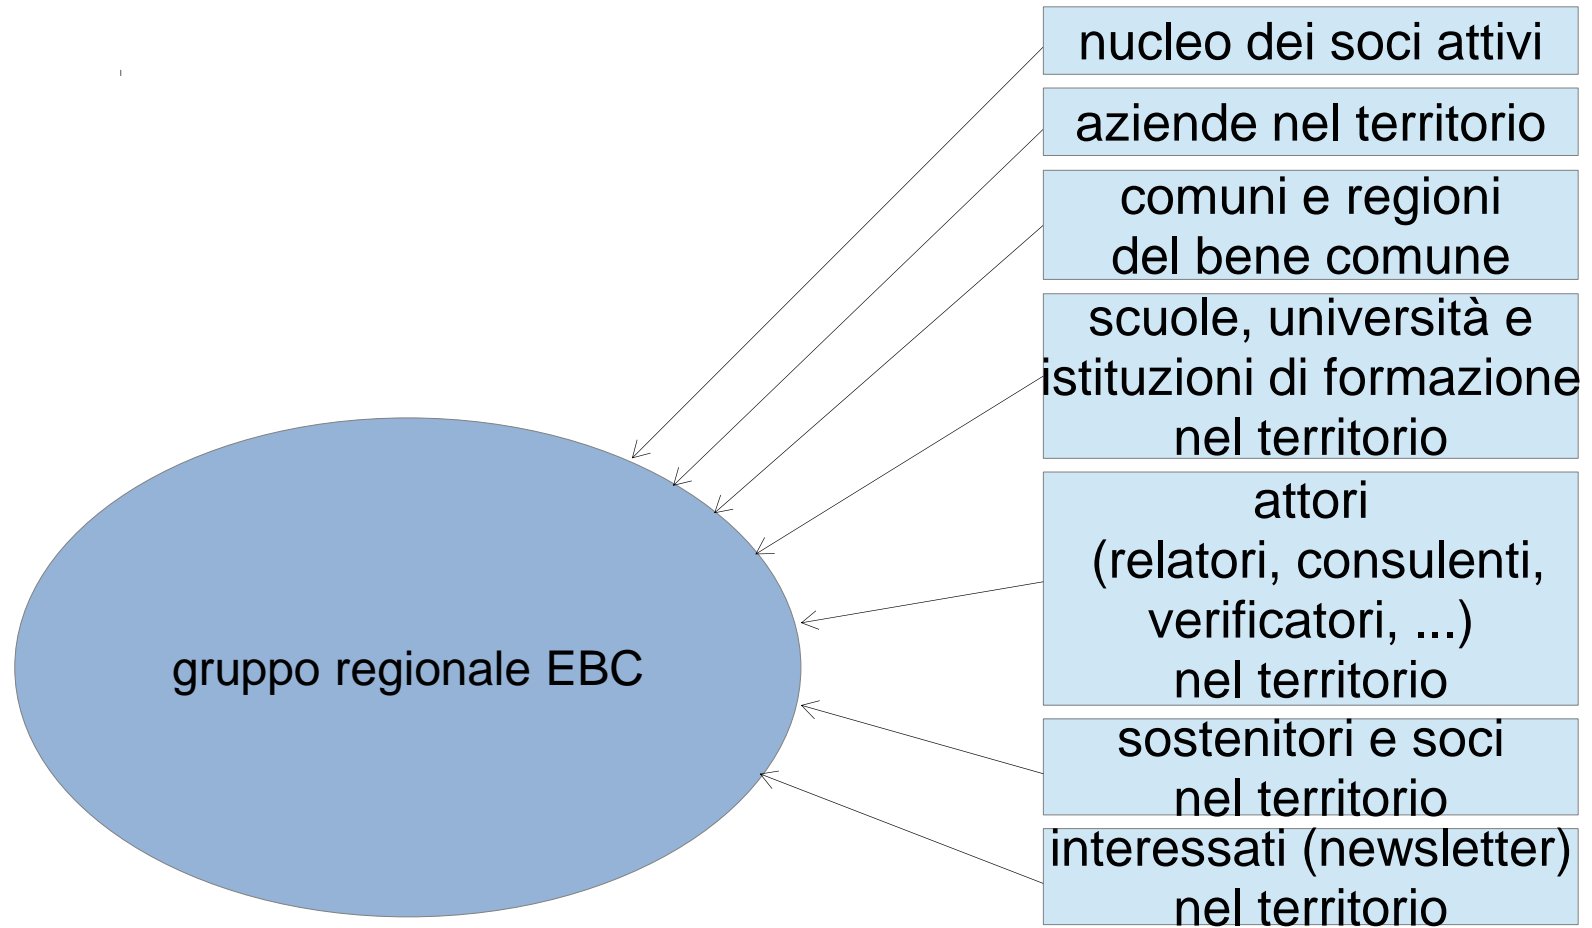 nucleo dei soci attivi
aziende nel territorio
comuni e regioni
del bene comune
scuole, università e
istituzioni di formazione
nel territorio
attori
(relatori, consulenti,
verificatori, ...)
nel territorio
gruppo regionale EBC
sostenitori e soci
nel territorio
interessati (newsletter)
nel territorio